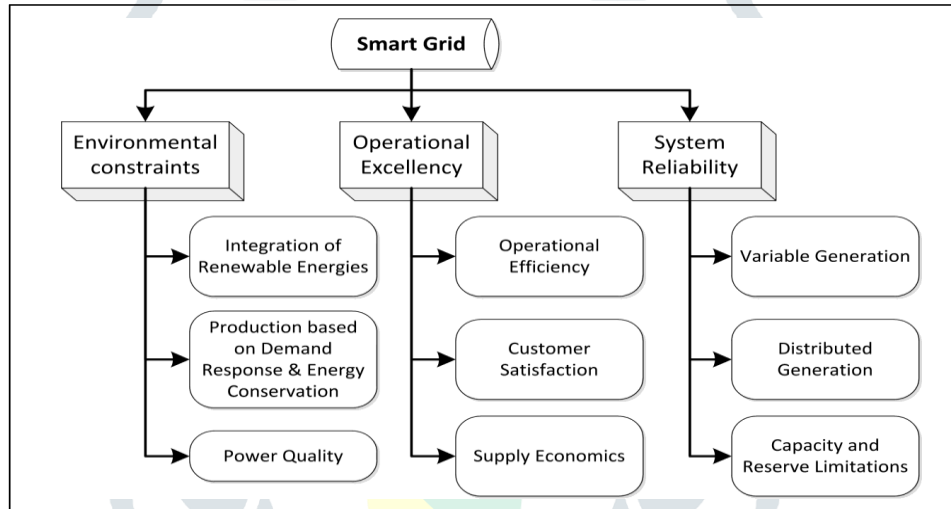 Smart Grid
Environmental
constraints
Operational
Excellency
System
Reliability
Integration of
Renewable Energies
Production based
on Demand
Response & Energy
Conservation
Power Quality
Operational
Efficiency
Customer
Satisfaction
Supply Economics
Variable Generation
Distributed
Generation
Capacity and
Reserve Limitations